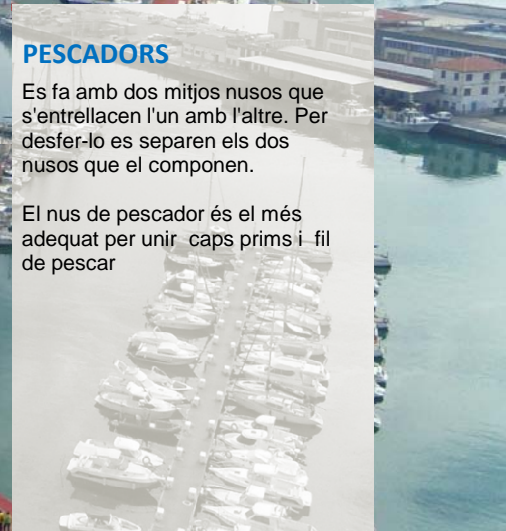 PESCADORS
Es fa amb dos mitjos nusos que
s'entrellacen l'un amb l'altre. Per
desfer-lo es separen els dos
nusos que el componen.
El nus de pescador és el més
adequat per unir  caps prims i  fil
de pescar